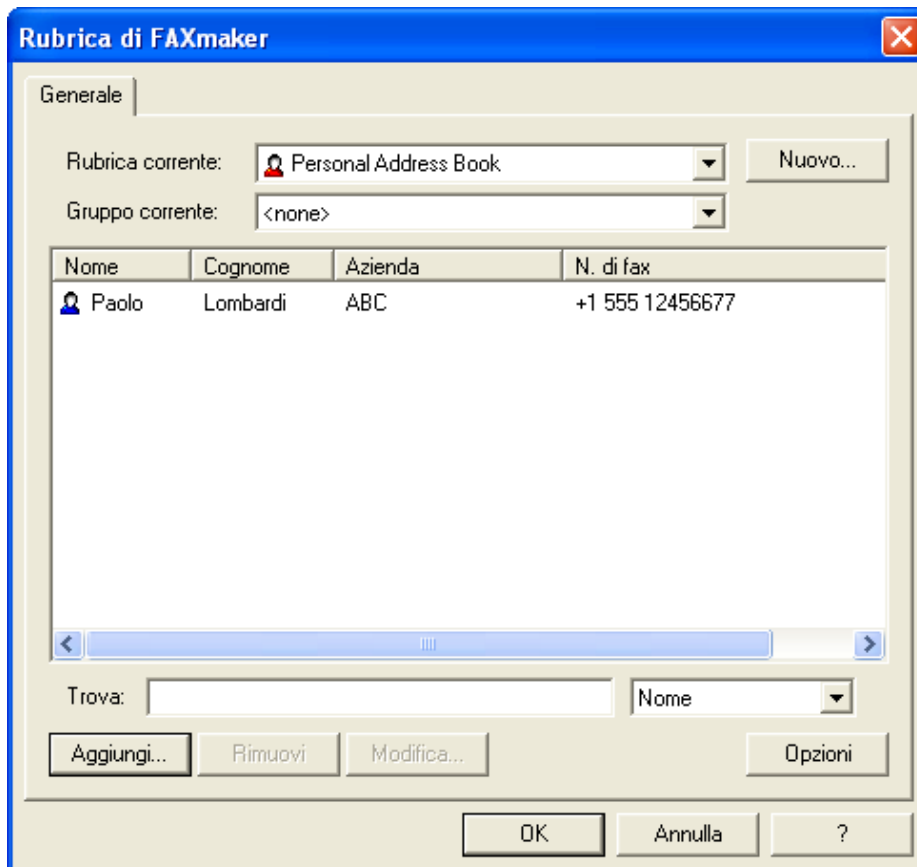 Rubrica di FAXmaker
Generale
Rubrica corrente: Personal Address Book Nuovo...
Gruppo corrente: <none>
Nome Cognome Azienda N. di fax
Paolo Lombardi ABC +1 555 12456677
Trova: Nome
Aggiungi... Rimuovi Modifica... Opzioni
OK Annulla ?